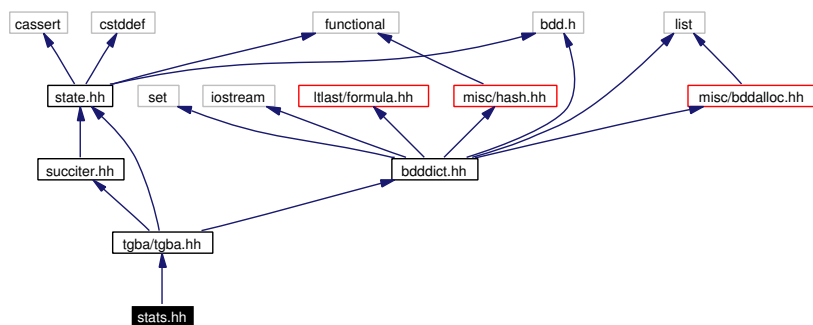 cassert
cstddef
functional
bdd.h
list
state.hh
set
iostream
ltlast/formula.hh
misc/hash.hh
misc/bddalloc.hh
succiter.hh
bdddict.hh
tgba/tgba.hh
stats.hh